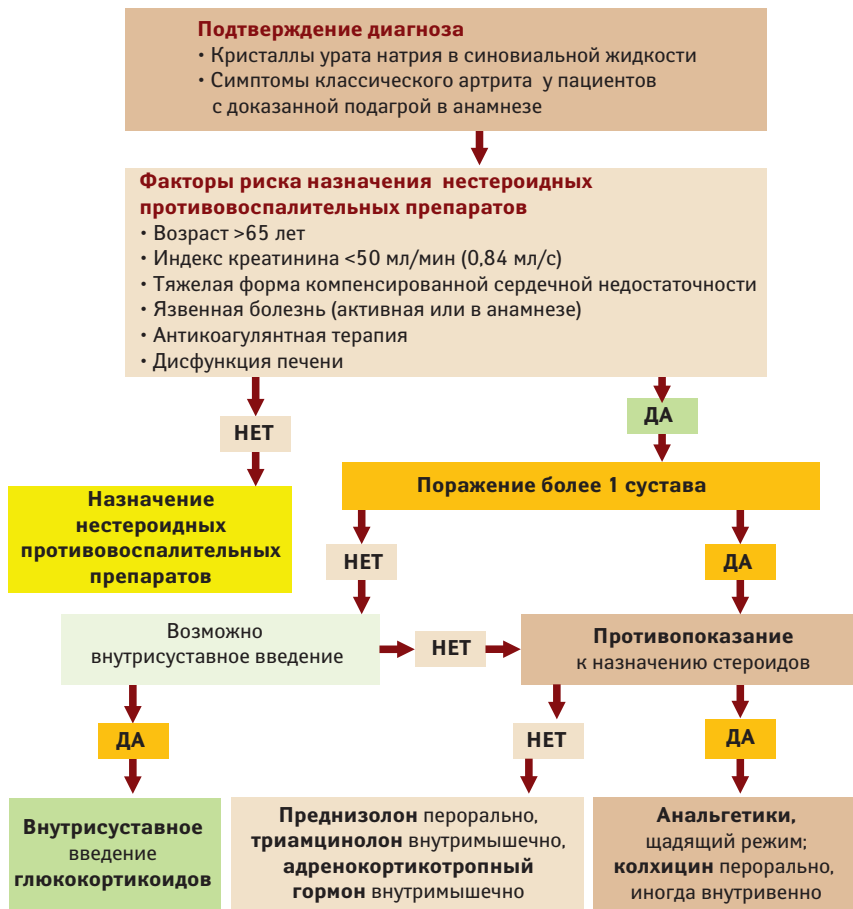 Подтверждение диагноза
• Кристаллы урата натрия в синовиальной жидкости
• Симптомы классического артрита у пациентов
с доказанной подагрой в анамнезе
Факторы риска назначения нестероидных
противовоспалительных препаратов
• Возраст >65 лет
• Индекс креатинина <50 мл/мин (0,84 мл/с)
• Тяжелая форма компенсированной сердечной недостаточности
• Язвенная болезнь (активная или в анамнезе)
• Антикоагулянтная терапия
• Дисфункция печени
НЕТ
ДА
Назначение
нестероидных
противовоспалительных
препаратов
Поражение более 1 сустава
НЕТ
ДА
Возможно
внутрисуставное введение
НЕТ
Противопоказание
к назначению стероидов
ДА
НЕТ
ДА
Внутрисуставное
введение
глюкокортикоидов
Преднизолон перорально,
триамцинолон внутримышечно,
адренокортикотропный
гормон внутримышечно
Анальгетики,
щадящий режим;
колхицин перорально,
иногда внутривенно